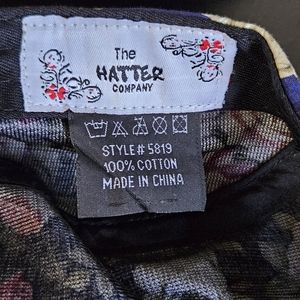 The
HATTER
COMPANY
STYLE# 5819
100% COTTON
MADE IN CHINA